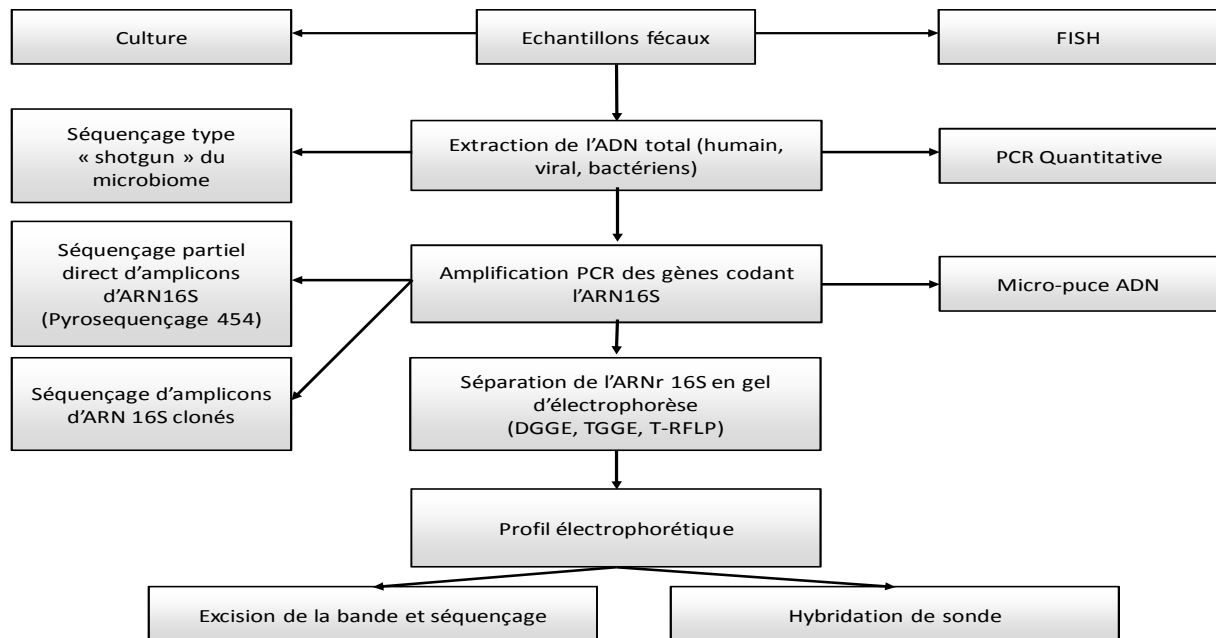 Culture
Echantillons fécaux
FISH
Séquençage type
« shotgun » du
microbiome
Extraction de l’ADN total (humain,
viral, bactériens)
PCR Quantitative
Séquençage partiel
direct d’amplicons
d’ARN16S
(Pyrosequençage 454)
Amplification PCR des gènes codant
l’ARN16S
Micro-puce ADN
Séquençage d’amplicons
d’ARN 16S clonés
Séparation de l’ARNr 16S en gel
d’électrophorèse
(DGGE, TGGE, T-RFLP)
Profil électrophorétique
Excision de la bande et séquençage
Hybridation de sonde